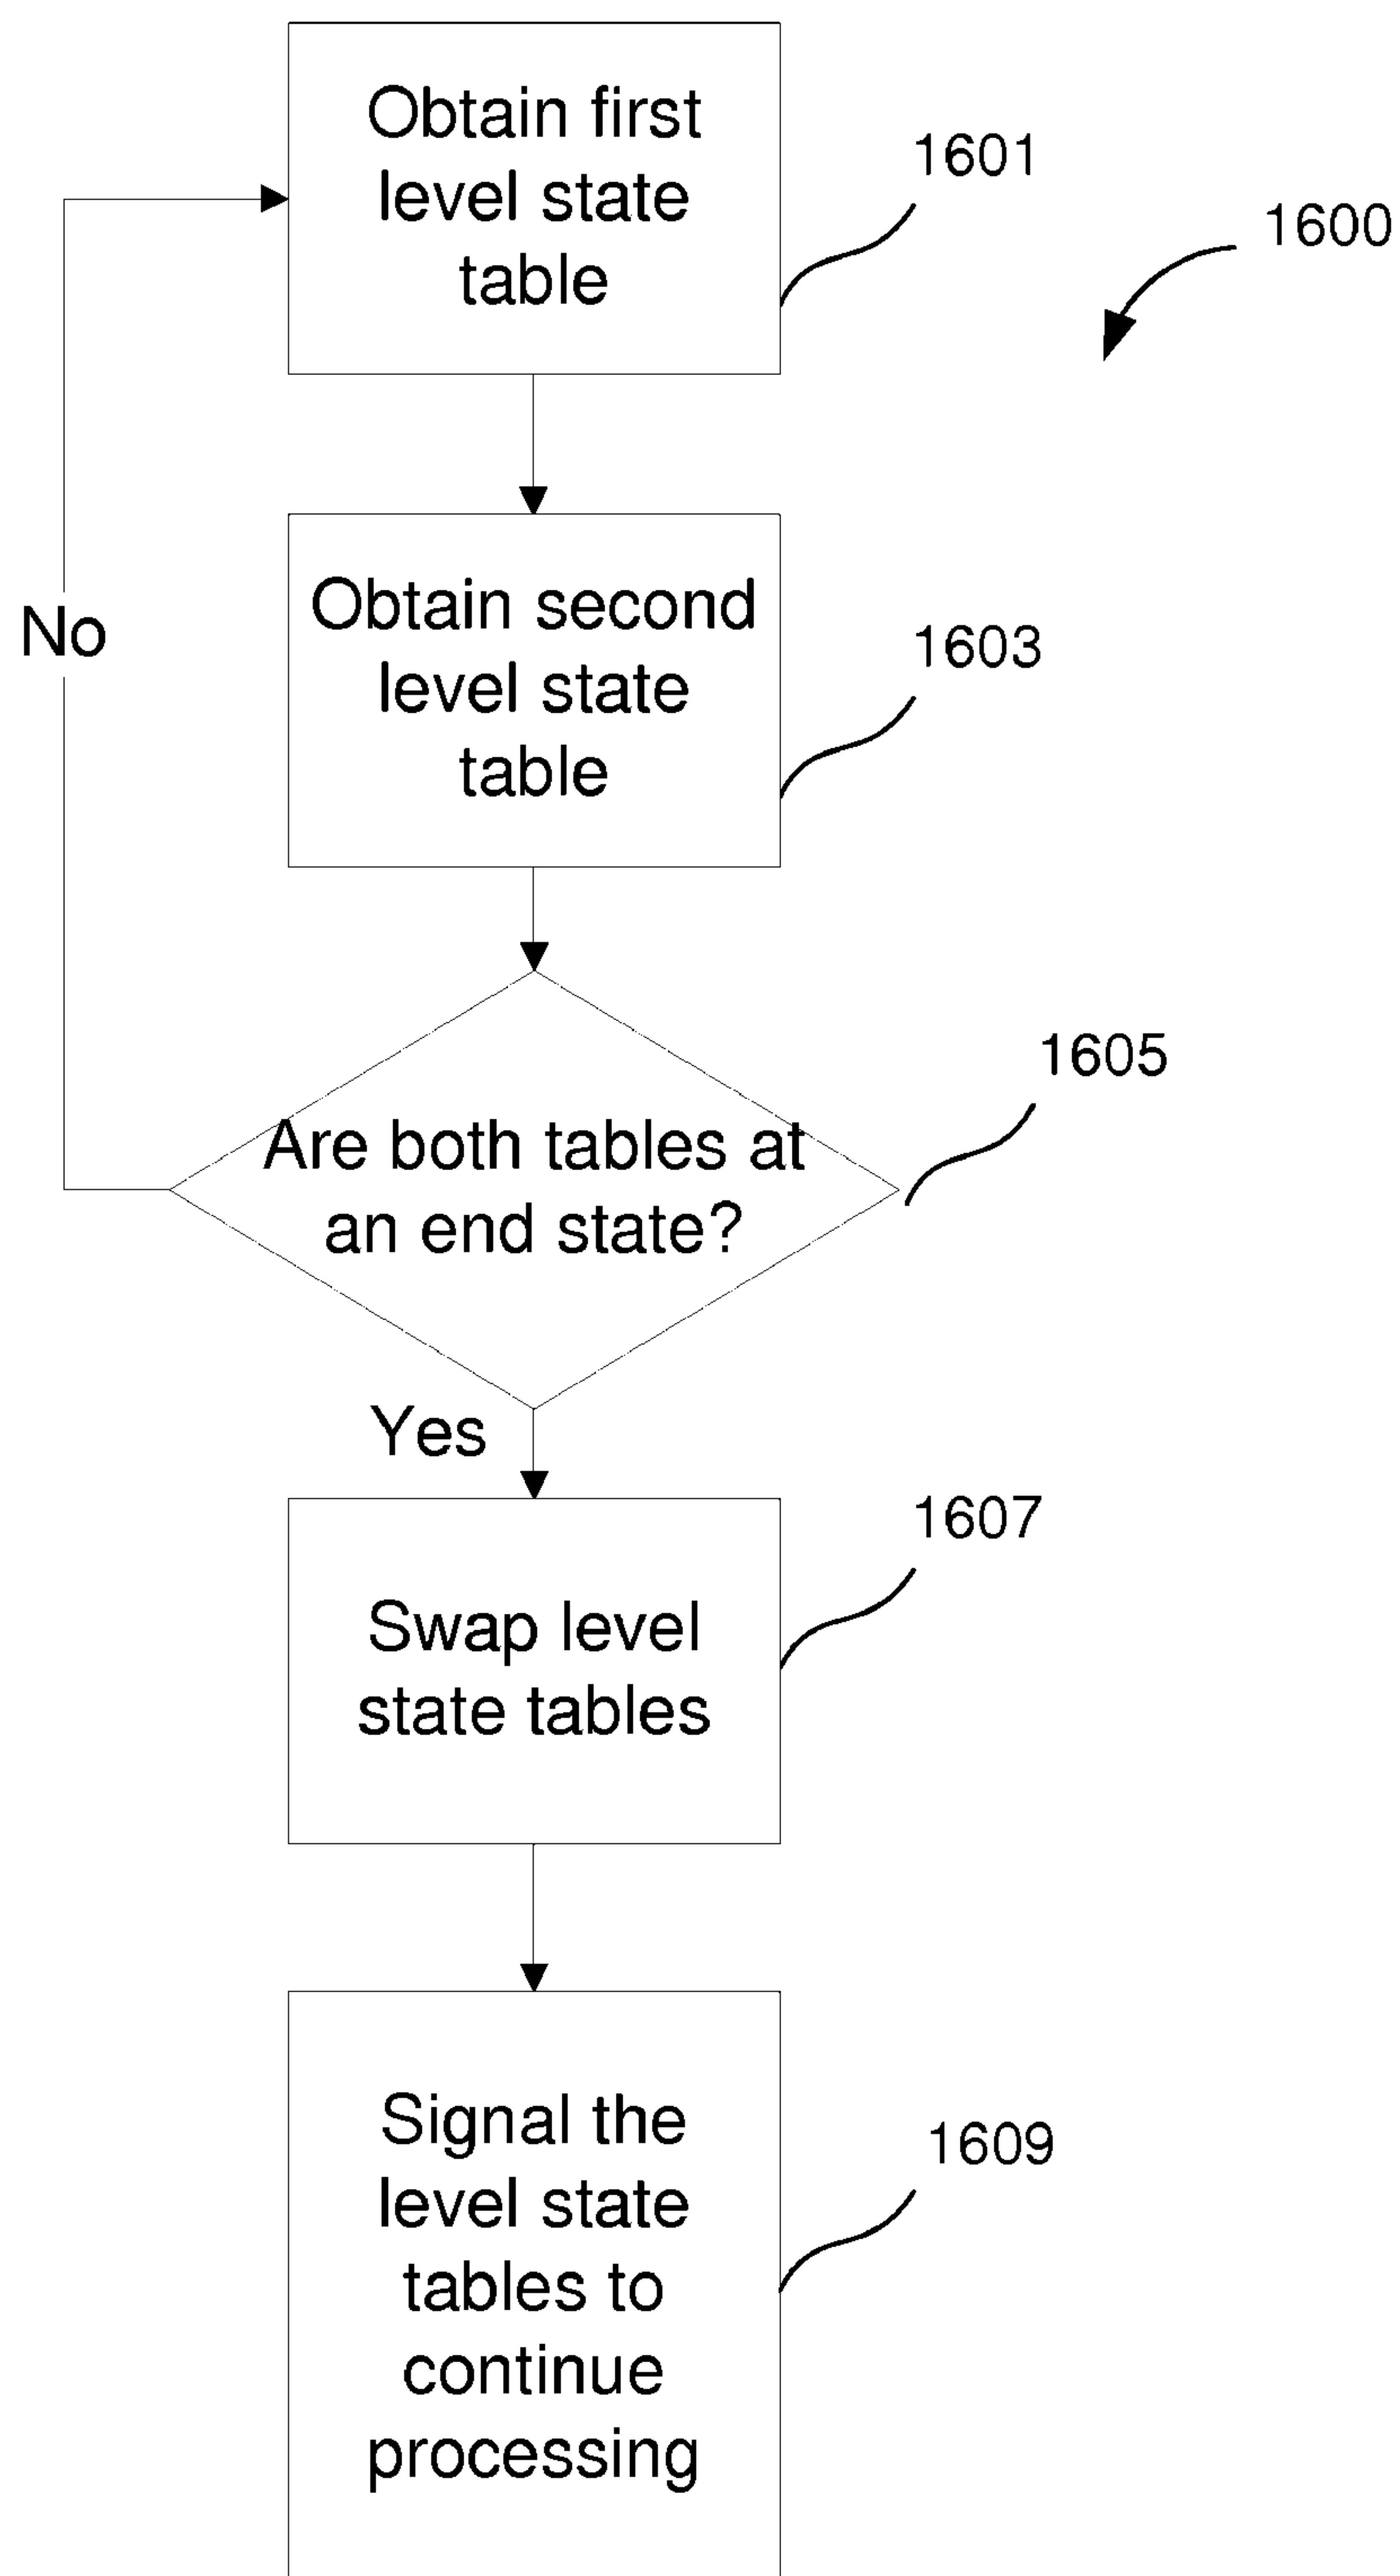 Obtain first
level state
table
1601
1600
Obtain second
level state
table
1603
No
Are both tables at
an end state?
1605
Yes
Swap level
state tables
1607
Signal the
level state
tables to
continue
processing
1609